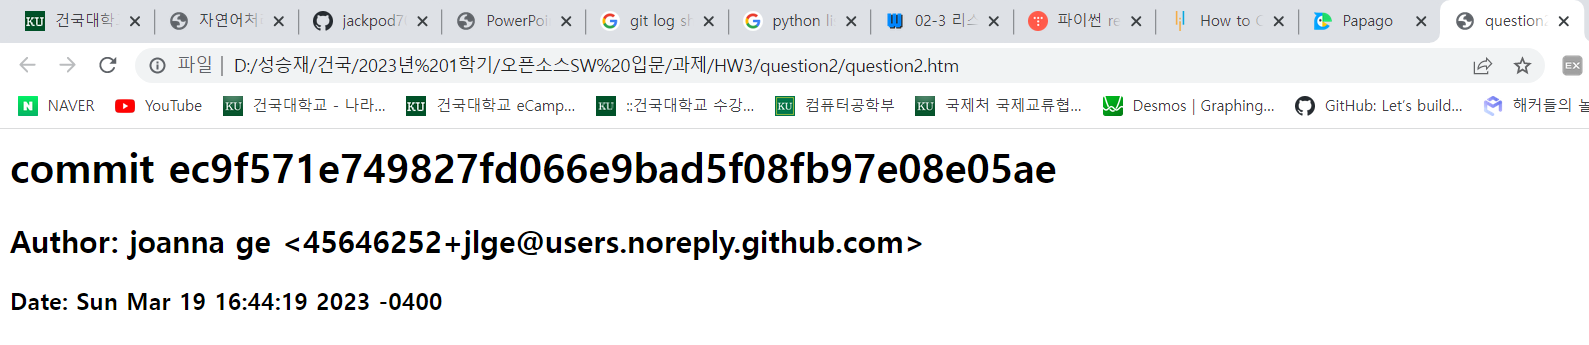 건국대학 자연어처 jackpod7 PowerPoi git log sh python li 02-3 리스 파이썬 re How to C Papago question2
파일 | D:/성승재/건국/2023년%201학기/오픈소스SW%20입문/과제/HW3/question2/question2.htm EX
NAVER YouTube 건국대학교 - 나라... 건국대학교 eCamp... ::건국대학교 수강... 컴퓨터공학부 국제처 국제교류협... Desmos | Graphing... GitHub: Let's build... 해커들의 놀
commit ec9f571e749827fd066e9bad5f08fb97e08e05ae
Author: joanna ge <45646252+jlge@users.noreply.github.com>
Date: Sun Mar 19 16:44:19 2023 -0400